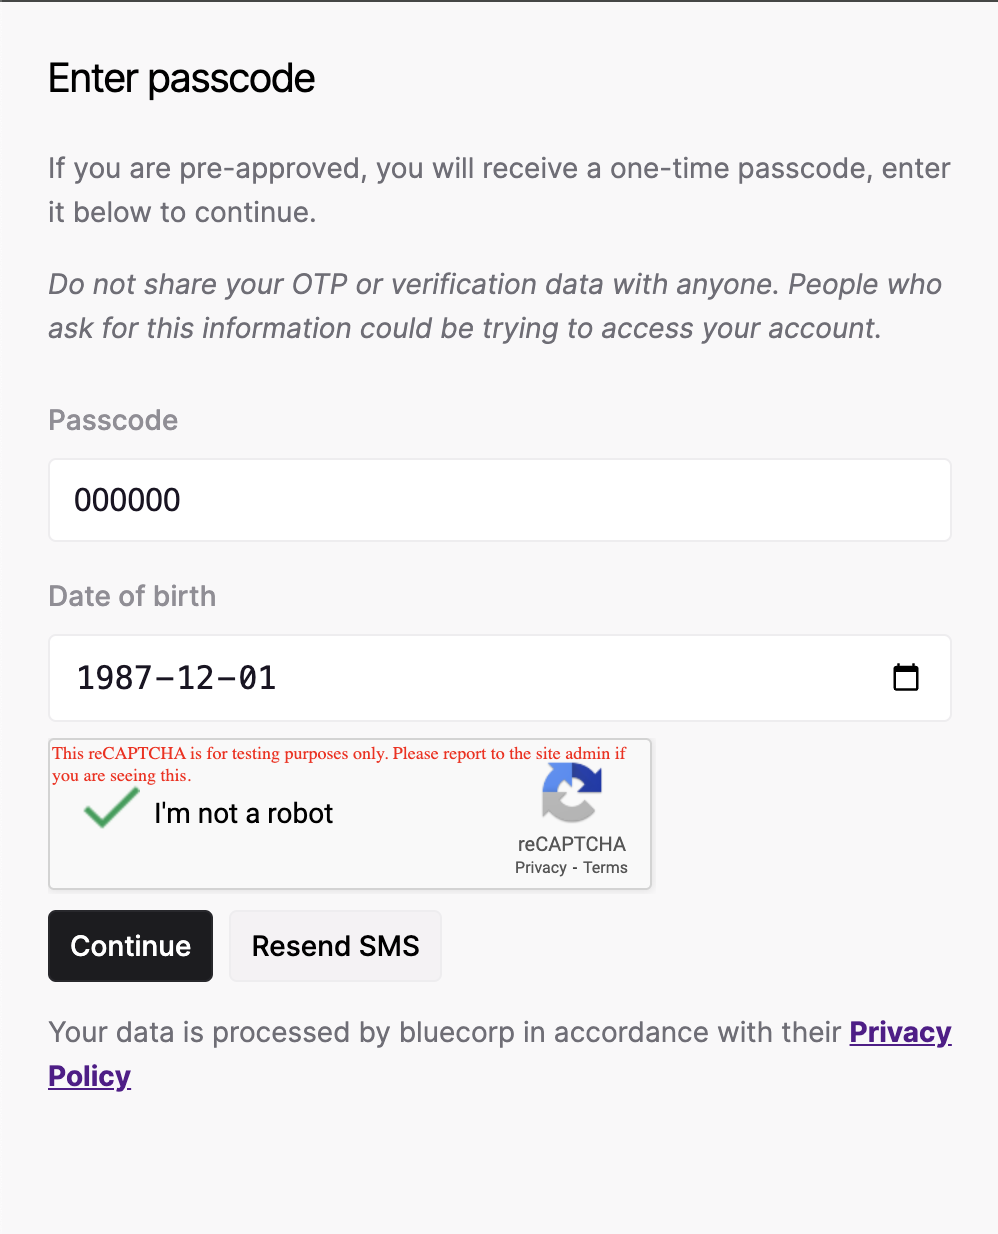 Enter passcode
If you are pre-approved, you will receive a one-time passcode, enter
it below to continue.
Do not share your OTP or verification data with anyone. People who
ask for this information could be trying to access your account.
Passcode
000000
Date of birth
1987-12-01
This reCAPTCHA is for testing purposes only. Please report to the site admin if
you are seeing this.
I'm not a robot
reCAPTCHA
Privacy - Terms
Continue
Resend SMS
Your data is processed by bluecorp in accordance with their Privacy
Policy